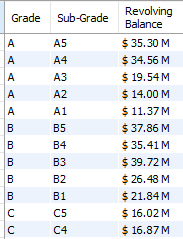 Grade Sub-Grade Revolving Balance
A A5 $ 35.30 M
A A4 $ 34.56 M
A A3 $ 19.54 M
A A2 $ 14.00 M
A A1 $ 11.37 M
B B5 $ 37.86 M
B B4 $ 35.41 M
B B3 $ 39.72 M
B B2 $ 26.48 M
B B1 $ 21.84 M
C C5 $ 16.02 M
C C4 $ 16.87 M